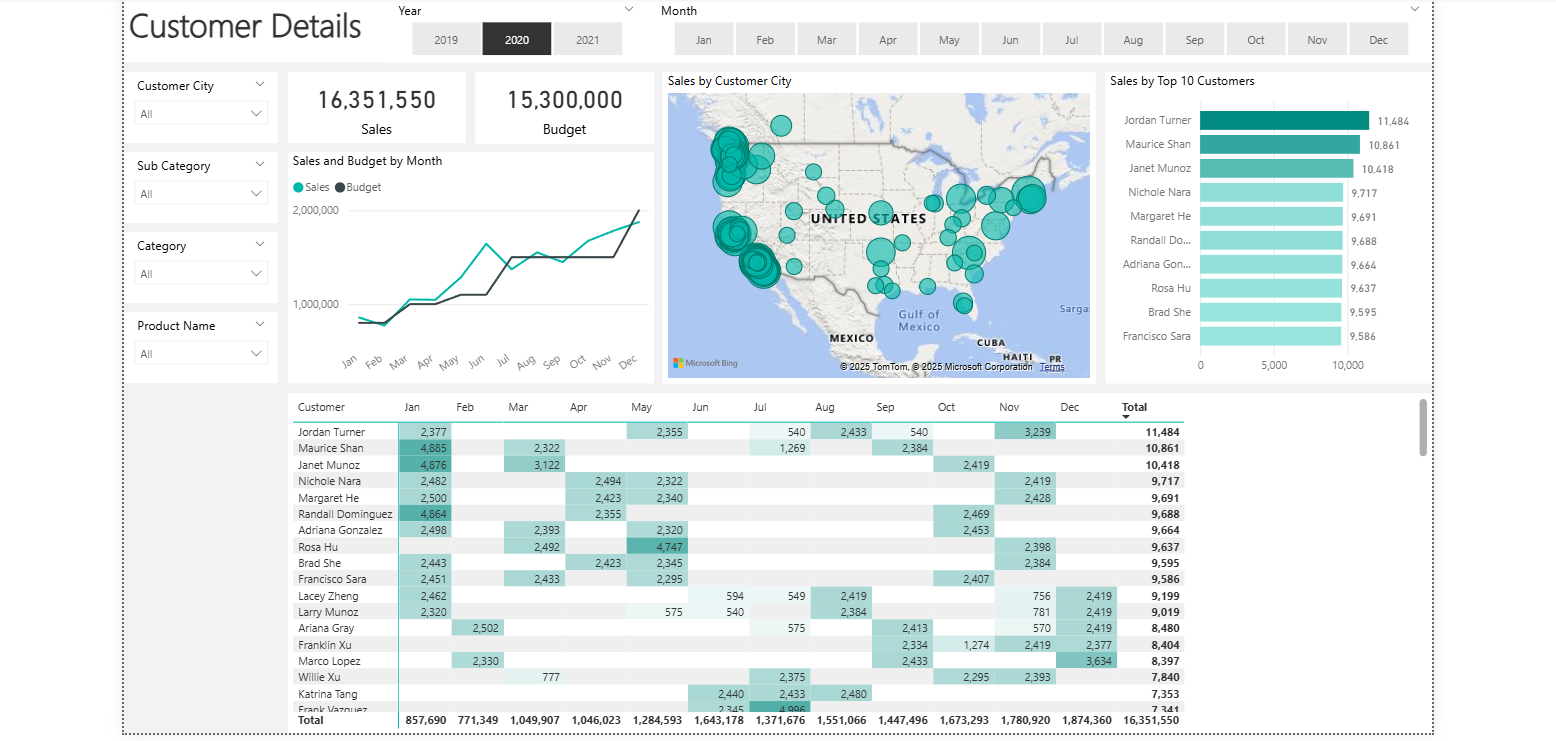 Customer Details
Year
2019 2020 2021
Month
Jan Feb Mar Apr May Jun Jul Aug Sep Oct Nov Dec
Customer City
All
Sub Category
All
Category
All
Product Name
All
16,351,550
Sales
15,300,000
Budget
Sales and Budget by Month
Sales Budget
2,000,000
1,000,000
Jan Feb Mar Apr May Jun Jul Aug Sep Oct Nov Dec
Sales by Customer City
UNITED STATES
Gulf of
Mexico
Sarga
MEXICO
CUBA
HAITI
PR
Microsoft Bing
© 2025 TomTom, © 2025 Microsoft Corporation Terms
Sales by Top 10 Customers
Jordan Turner 11,484
Maurice Shan 10,861
Janet Munoz 10,418
Nichole Nara 9,717
Margaret He 9,691
Randall Do... 9,688
Adriana Gon... 9,664
Rosa Hu 9,637
Brad She 9,595
Francisco Sara 9,586
0 5,000 10,000
Customer Jan Feb Mar Apr May Jun Jul Aug Sep Oct Nov Dec Total
Jordan Turner 2,377 2,355 540 2,433 540 3,239 11,484
Maurice Shan 4,885 2,322 1,269 2,384 10,861
Janet Munoz 4,876 3,122 2,419 10,418
Nichole Nara 2,482 2,494 2,322 2,419 9,717
Margaret He 2,500 2,423 2,340 2,428 9,691
Randall Dominguez 4,864 2,355 2,469 9,688
Adriana Gonzalez 2,498 2,393 2,320 2,453 9,664
Rosa Hu 2,492 4,747 2,398 9,637
Brad She 2,443 2,423 2,345 2,384 9,595
Francisco Sara 2,451 2,433 2,295 2,407 9,586
Lacey Zheng 2,462 594 549 2,419 756 2,419 9,199
Larry Munoz 2,320 575 540 2,384 781 2,419 9,019
Ariana Gray 2,502 575 2,413 570 2,419 8,480
Franklin Xu 2,334 1,274 2,419 2,377 8,404
Marco Lopez 2,330 2,433 3,634 8,397
Willie Xu 777 2,375 2,295 2,393 7,840
Katrina Tang 2,440 2,433 2,480 7,353
Frank Vazquez 2,345 4,996 7,341
Total 857,690 771,349 1,049,907 1,046,023 1,284,593 1,643,178 1,371,676 1,551,066 1,447,496 1,673,293 1,780,920 1,874,360 16,351,550